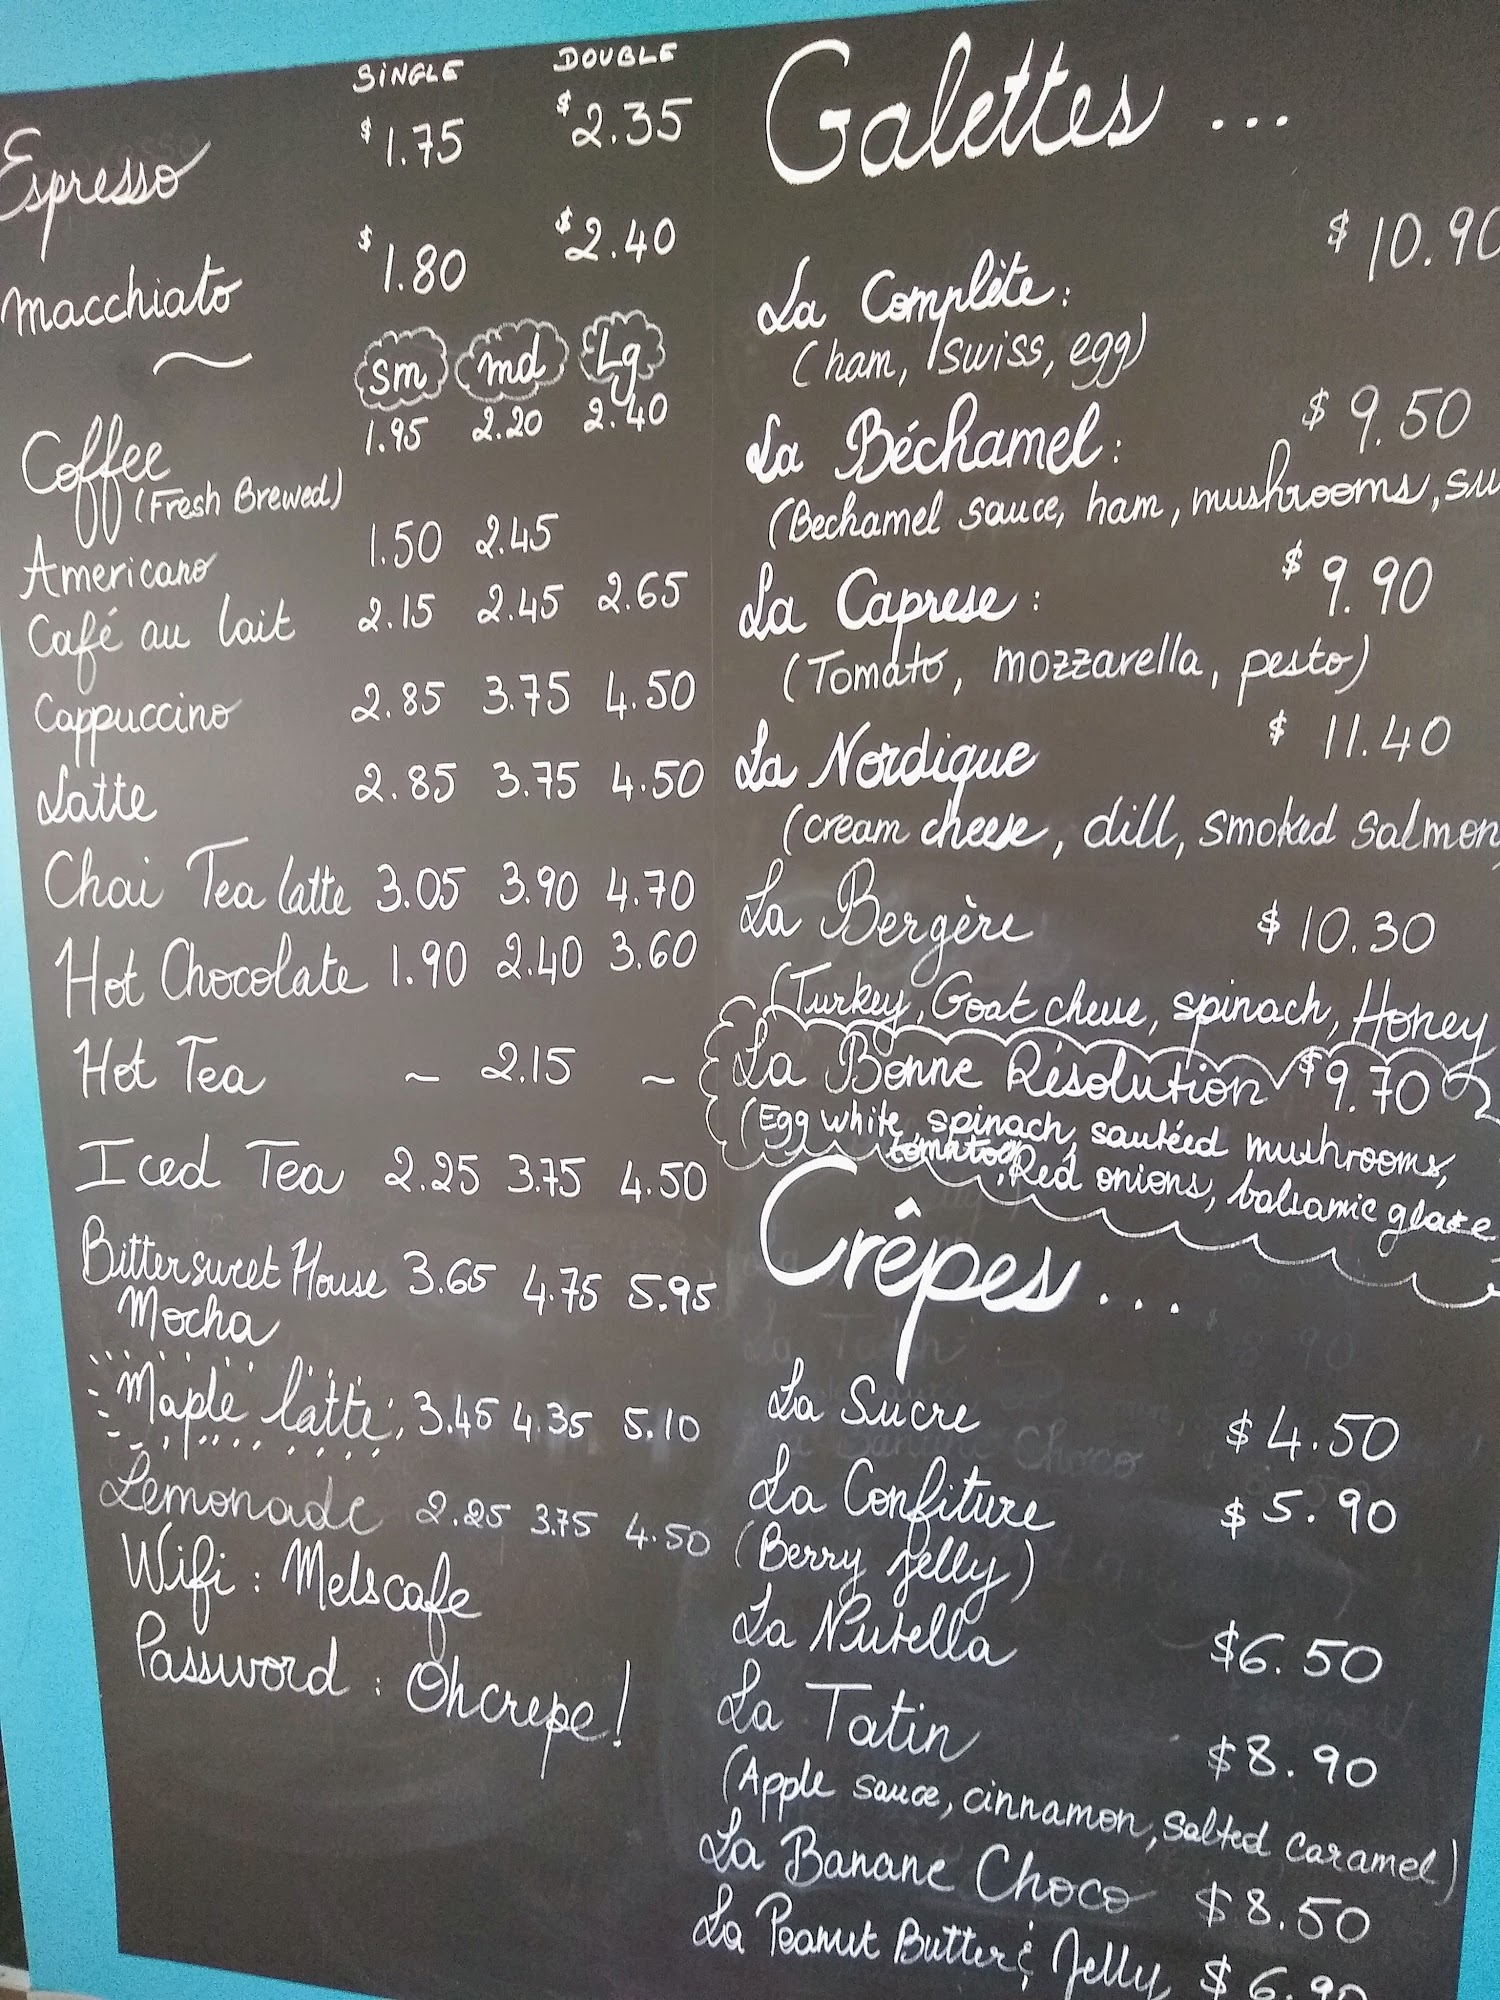 SINGLE DOUBLE
Espresso $1.75 $2.35
Macchiato $1.80 $2.40
~
sm md Lg
Coffee 1.95 2.20 2.40
(Fresh Brewed)
Americano 1.50 2.45
Café au lait 2.15 2.45 2.65
Cappuccino 2.85 3.75 4.50
Latte 2.85 3.75 4.50
Chai Tea latte 3.05 3.90 4.70
Hot Chocolate 1.90 2.40 3.60
Hot Tea ~ 2.15 ~
Iced Tea 2.25 3.75 4.50
Bittersweet House 3.65 4.75 5.95
Mocha
Maple latte 3.45 4.35 5.10
Lemonade 2.25 3.75 4.50
Wifi : Melscafe
Password : Ohcrepe!
Galettes ...
La Complète : $10.90
(ham, swiss, egg)
La Béchamel : $9.50
(Bechamel sauce, ham, mushrooms,
La Caprese : $9.90
(Tomato, mozzarella, pesto)
La Nordique $11.40
(cream cheese, dill, smoked salmon
La Bergère $10.30
(Turkey, Goat cheese, spinach, Honey
La Bonne Résolution $9.70
(Egg white, spinach, sautéed mushrooms,
tomatoes, Red onions, balsamic glaze
Crêpes ...
La Sucre $4.50
La Confiture $5.90
(Berry jelly)
La Nutella $6.50
La Tatin $8.90
(Apple sauce, cinnamon, salted caramel)
La Banane Choco $8.50
La Peanut Butter & Jelly $6.90